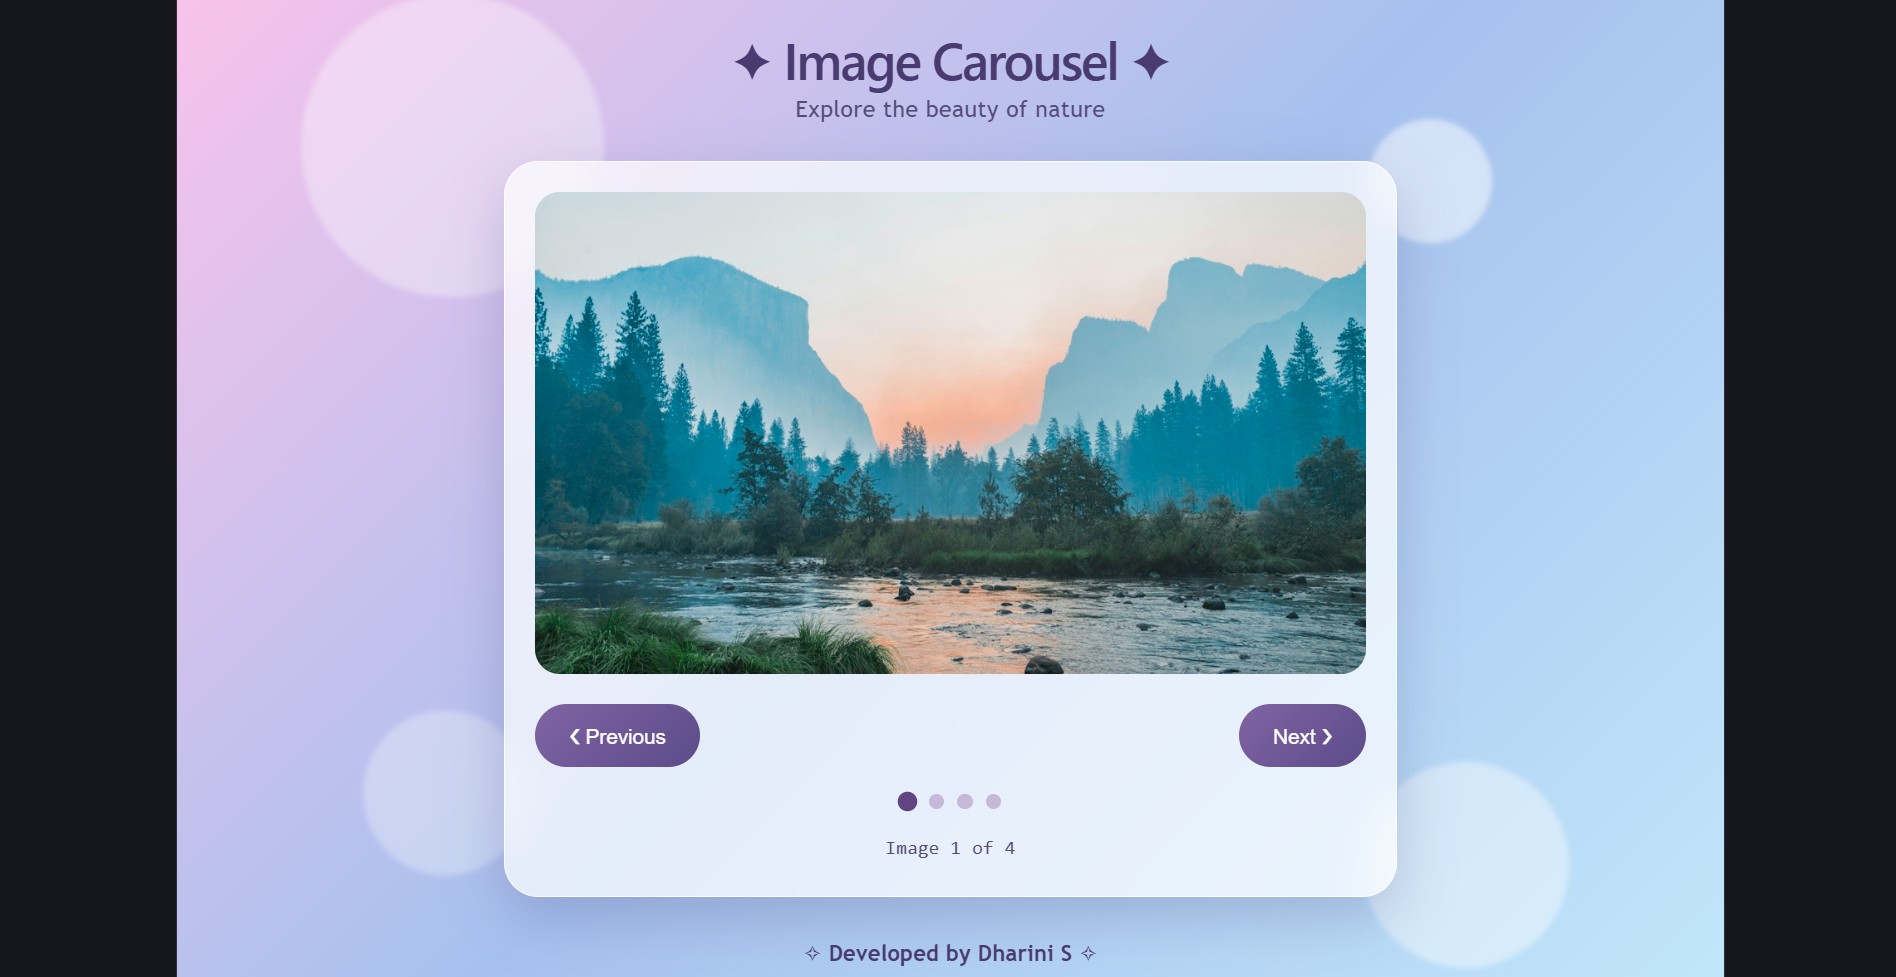 ✦ Image Carousel ✦
Explore the beauty of nature
❮ Previous
Next ❯
Image 1 of 4
✧ Developed by Dharini S ✧